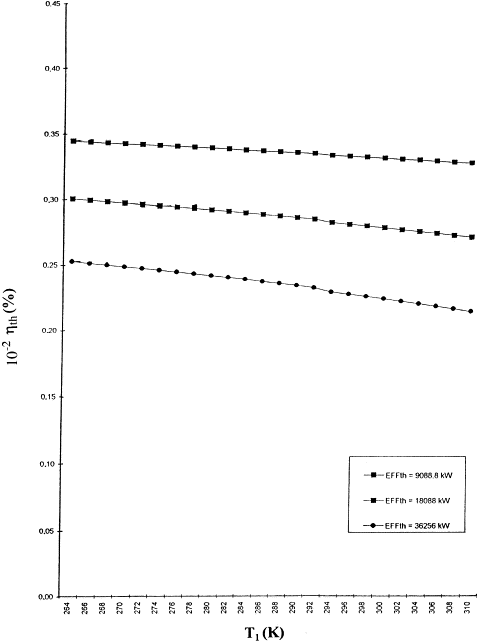 0,45
0,40
0,35
0,30
0,25
0,20
0,15
0,10
0,05
0,00
10⁻² ηth (%)
EFFth = 9088.8 kW
EFFth = 18088 kW
EFFth = 36256 kW
264 266 268 270 272 274 276 278 280 282 284 286 288 290 292 294 296 298 300 302 304 306 308 310
T₁ (K)